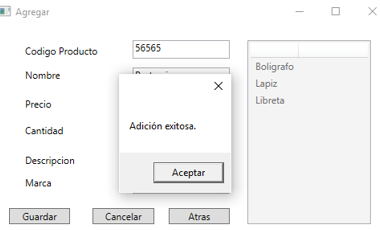 Agregar
Codigo Producto
56565
Boligrafo
Nombre
Lapiz
Libreta
Precio
Adición exitosa.
Cantidad
Descripcion
Aceptar
Marca
Guardar
Cancelar
Atras